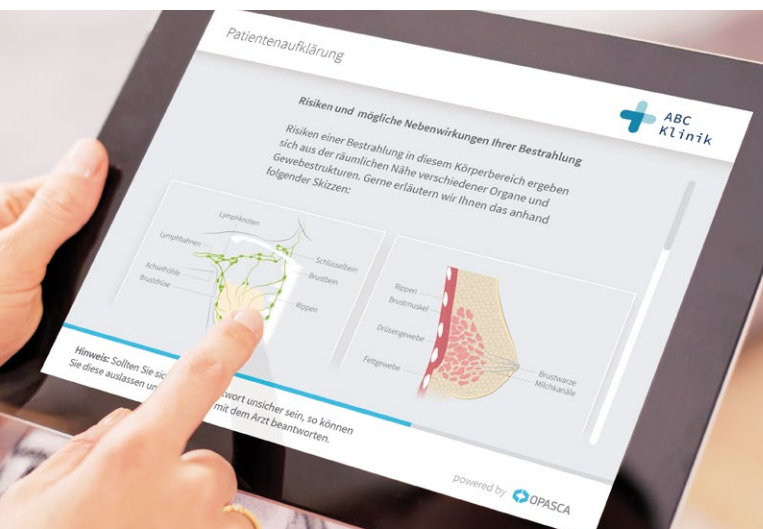 Patientenaufklärung
ABC
Klinik
Risiken und mögliche Nebenwirkungen Ihrer Bestrahlung
Risiken einer Bestrahlung in diesem Körperbereich ergeben
sich aus der räumlichen Nähe verschiedener Organe und
Gewebestrukturen. Gerne erläutern wir Ihnen das anhand
folgender Skizzen:
Lymphknoten
Lymphbahnen
Achselhöhle
Brustdrüse
Schlüsselbein
Brustbein
Rippen
Rippen
Brustmuskel
Drüsengewebe
Fettgewebe
Brustwarze
Milchkanäle
Hinweis: Sollten Sie sic twort unsicher sein, so können
Sie diese auslassen un mit dem Arzt beantworten.
powered by OPASCA